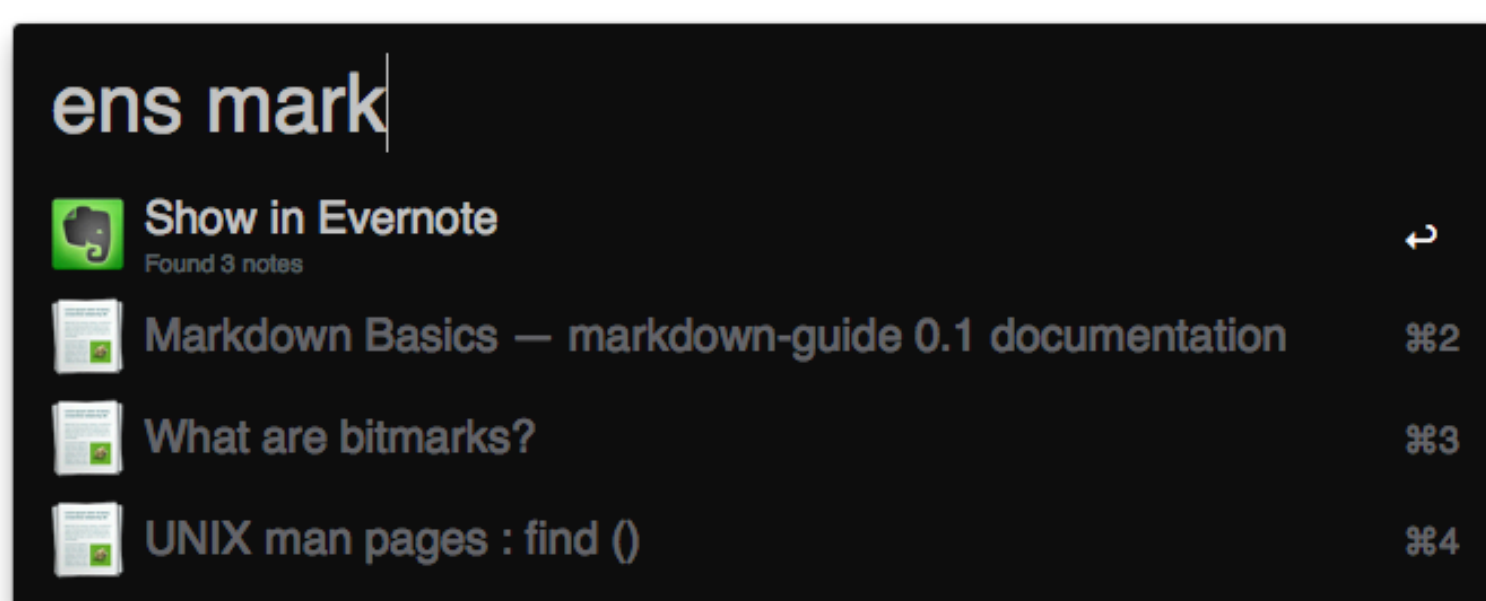 ens mark
Show in Evernote ↩
Found 3 notes
Markdown Basics — markdown-guide 0.1 documentation ⌘2
What are bitmarks? ⌘3
UNIX man pages : find () ⌘4